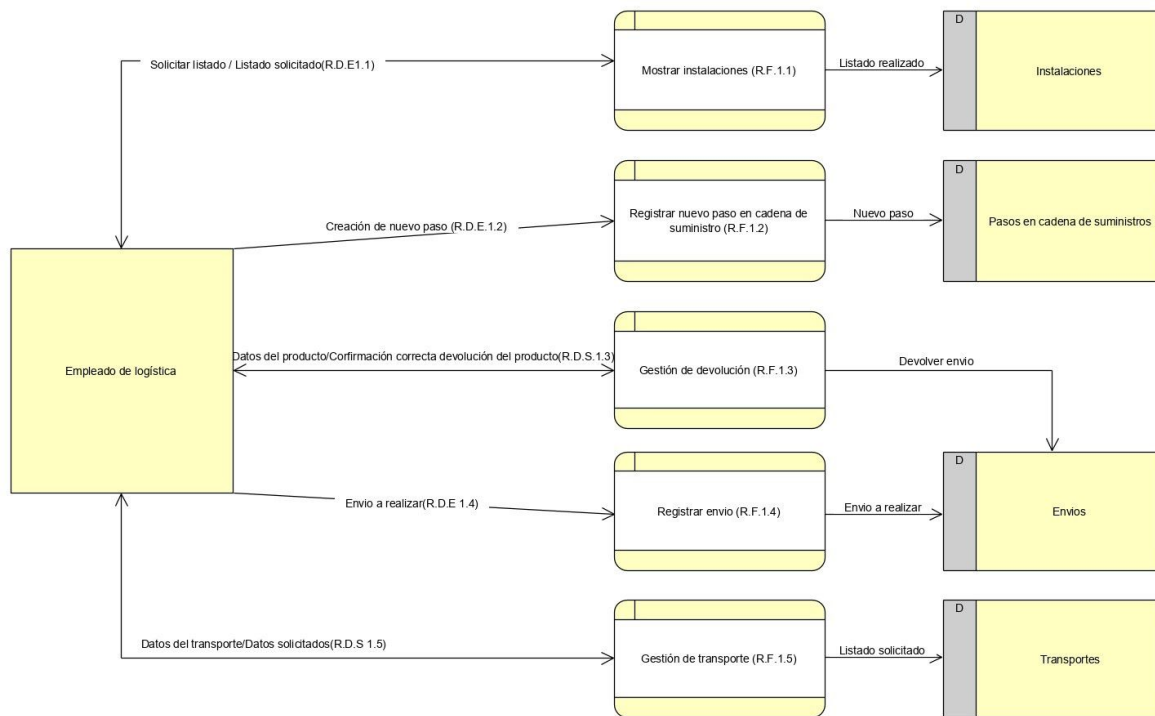 D
Solicitar listado / Listado solicitado(R.D.E1.1)
Mostrar instalaciones (R.F.1.1)
Listado realizado
Instalaciones
D
Creación de nuevo paso (R.D.E.1.2)
Registrar nuevo paso en cadena de
suministro (R.F.1.2)
Nuevo paso
Pasos en cadena de suministros
Empleado de logística
Datos del producto/Corfirmación correcta devolución del producto(R.D.S.1.3)
Gestión de devolución (R.F.1.3)
Devolver envio
D
Envio a realizar(R.D.E 1.4)
Registrar envio (R.F.1.4)
Envio a realizar
Envios
D
Datos del transporte/Datos solicitados(R.D.S 1.5)
Gestión de transporte (R.F.1.5)
Listado solicitado
Transportes